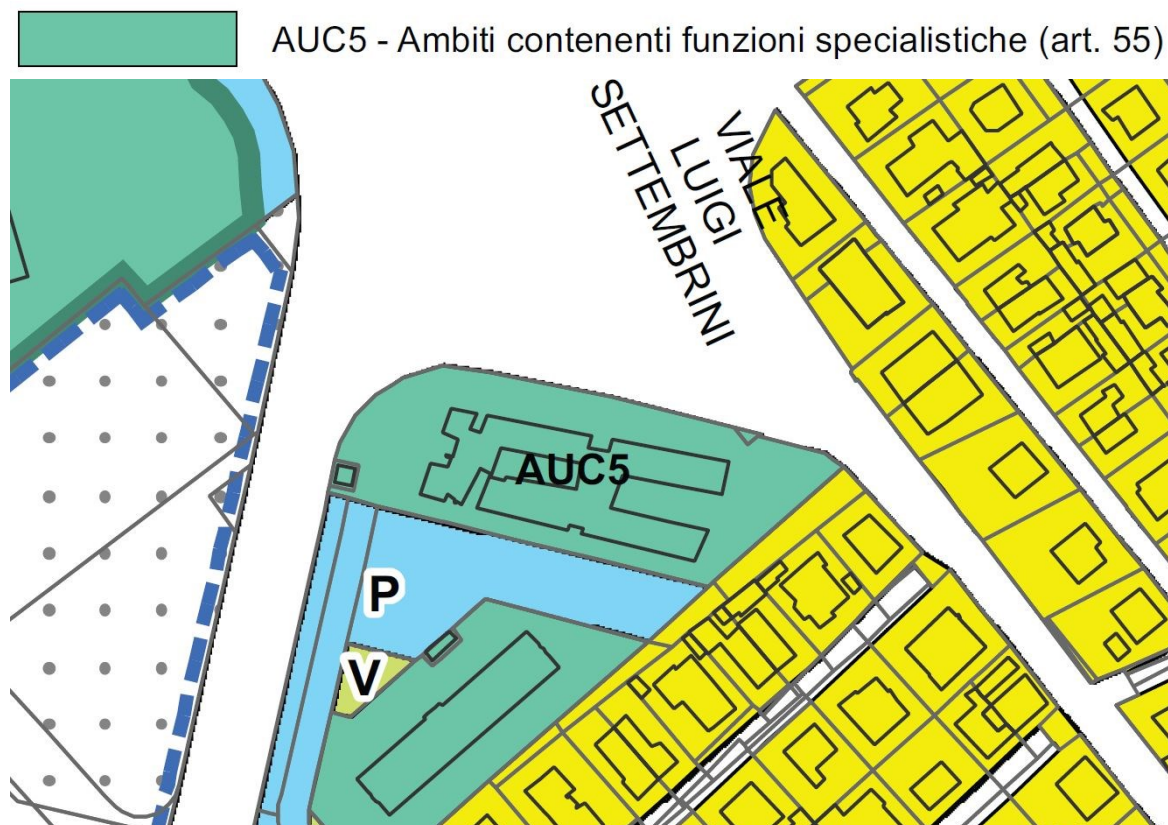 AUC5 - Ambiti contenenti funzioni specialistiche (art. 55)
VIALE
LUIGI
SETTEMBRINI
AUC5
P
V